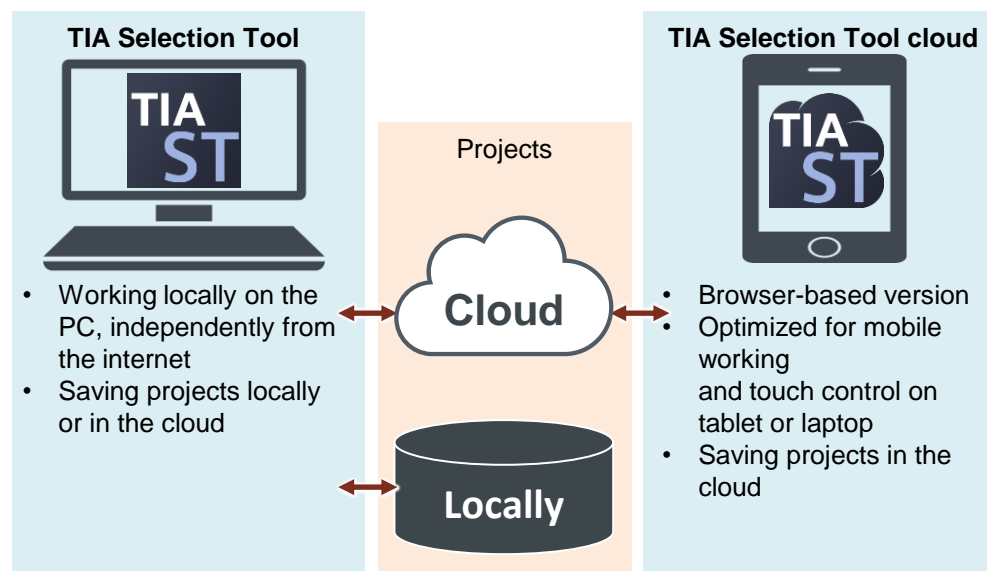 TIA Selection Tool
TIA
ST
• Working locally on the
PC, independently from
the internet
• Saving projects locally
or in the cloud
Projects
Cloud
Locally
TIA Selection Tool cloud
TIA
ST
• Browser-based version
• Optimized for mobile
working
and touch control on
tablet or laptop
• Saving projects in the
cloud